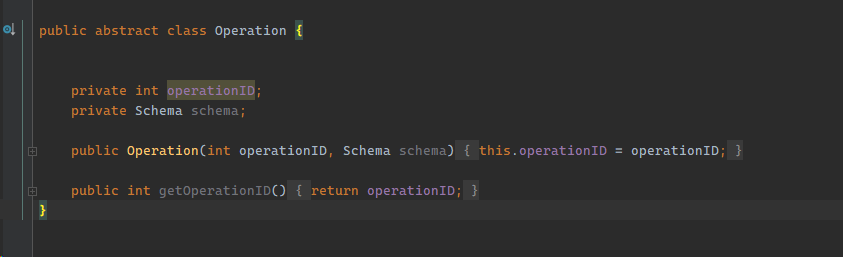 public abstract class Operation {
private int operationID;
private Schema schema;
public Operation(int operationID, Schema schema) { this.operationID = operationID; }
public int getOperationID() { return operationID; }
}